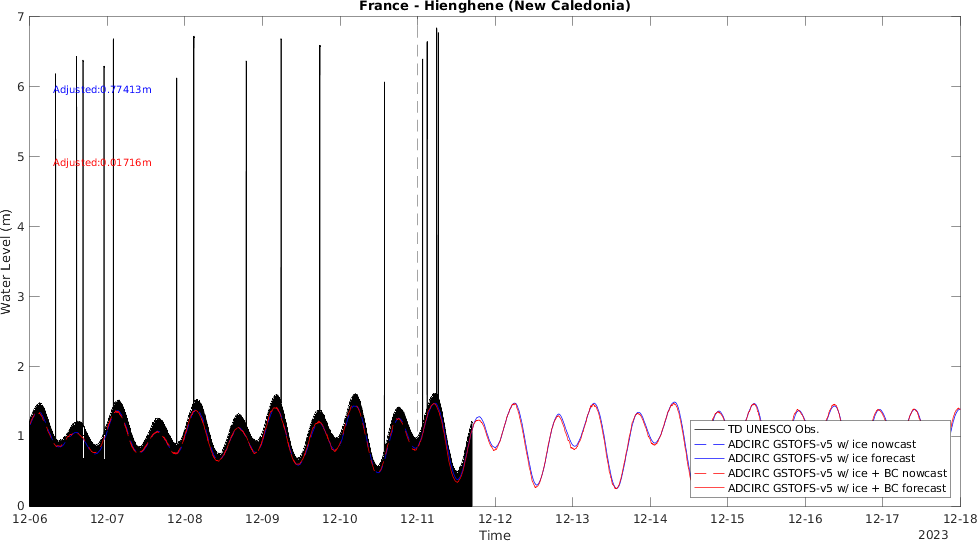 France - Hienghene (New Caledonia)
7
6
5
4
3
2
1
0
Water Level (m)
Adjusted:0.77413m
Adjusted:0.01716m
TD UNESCO Obs.
ADCIRC GSTOFS-v5 w/ ice nowcast
ADCIRC GSTOFS-v5 w/ ice forecast
ADCIRC GSTOFS-v5 w/ ice + BC nowcast
ADCIRC GSTOFS-v5 w/ ice + BC forecast
12-06 12-07 12-08 12-09 12-10 12-11 12-12 12-13 12-14 12-15 12-16 12-17 12-18
Time
2023